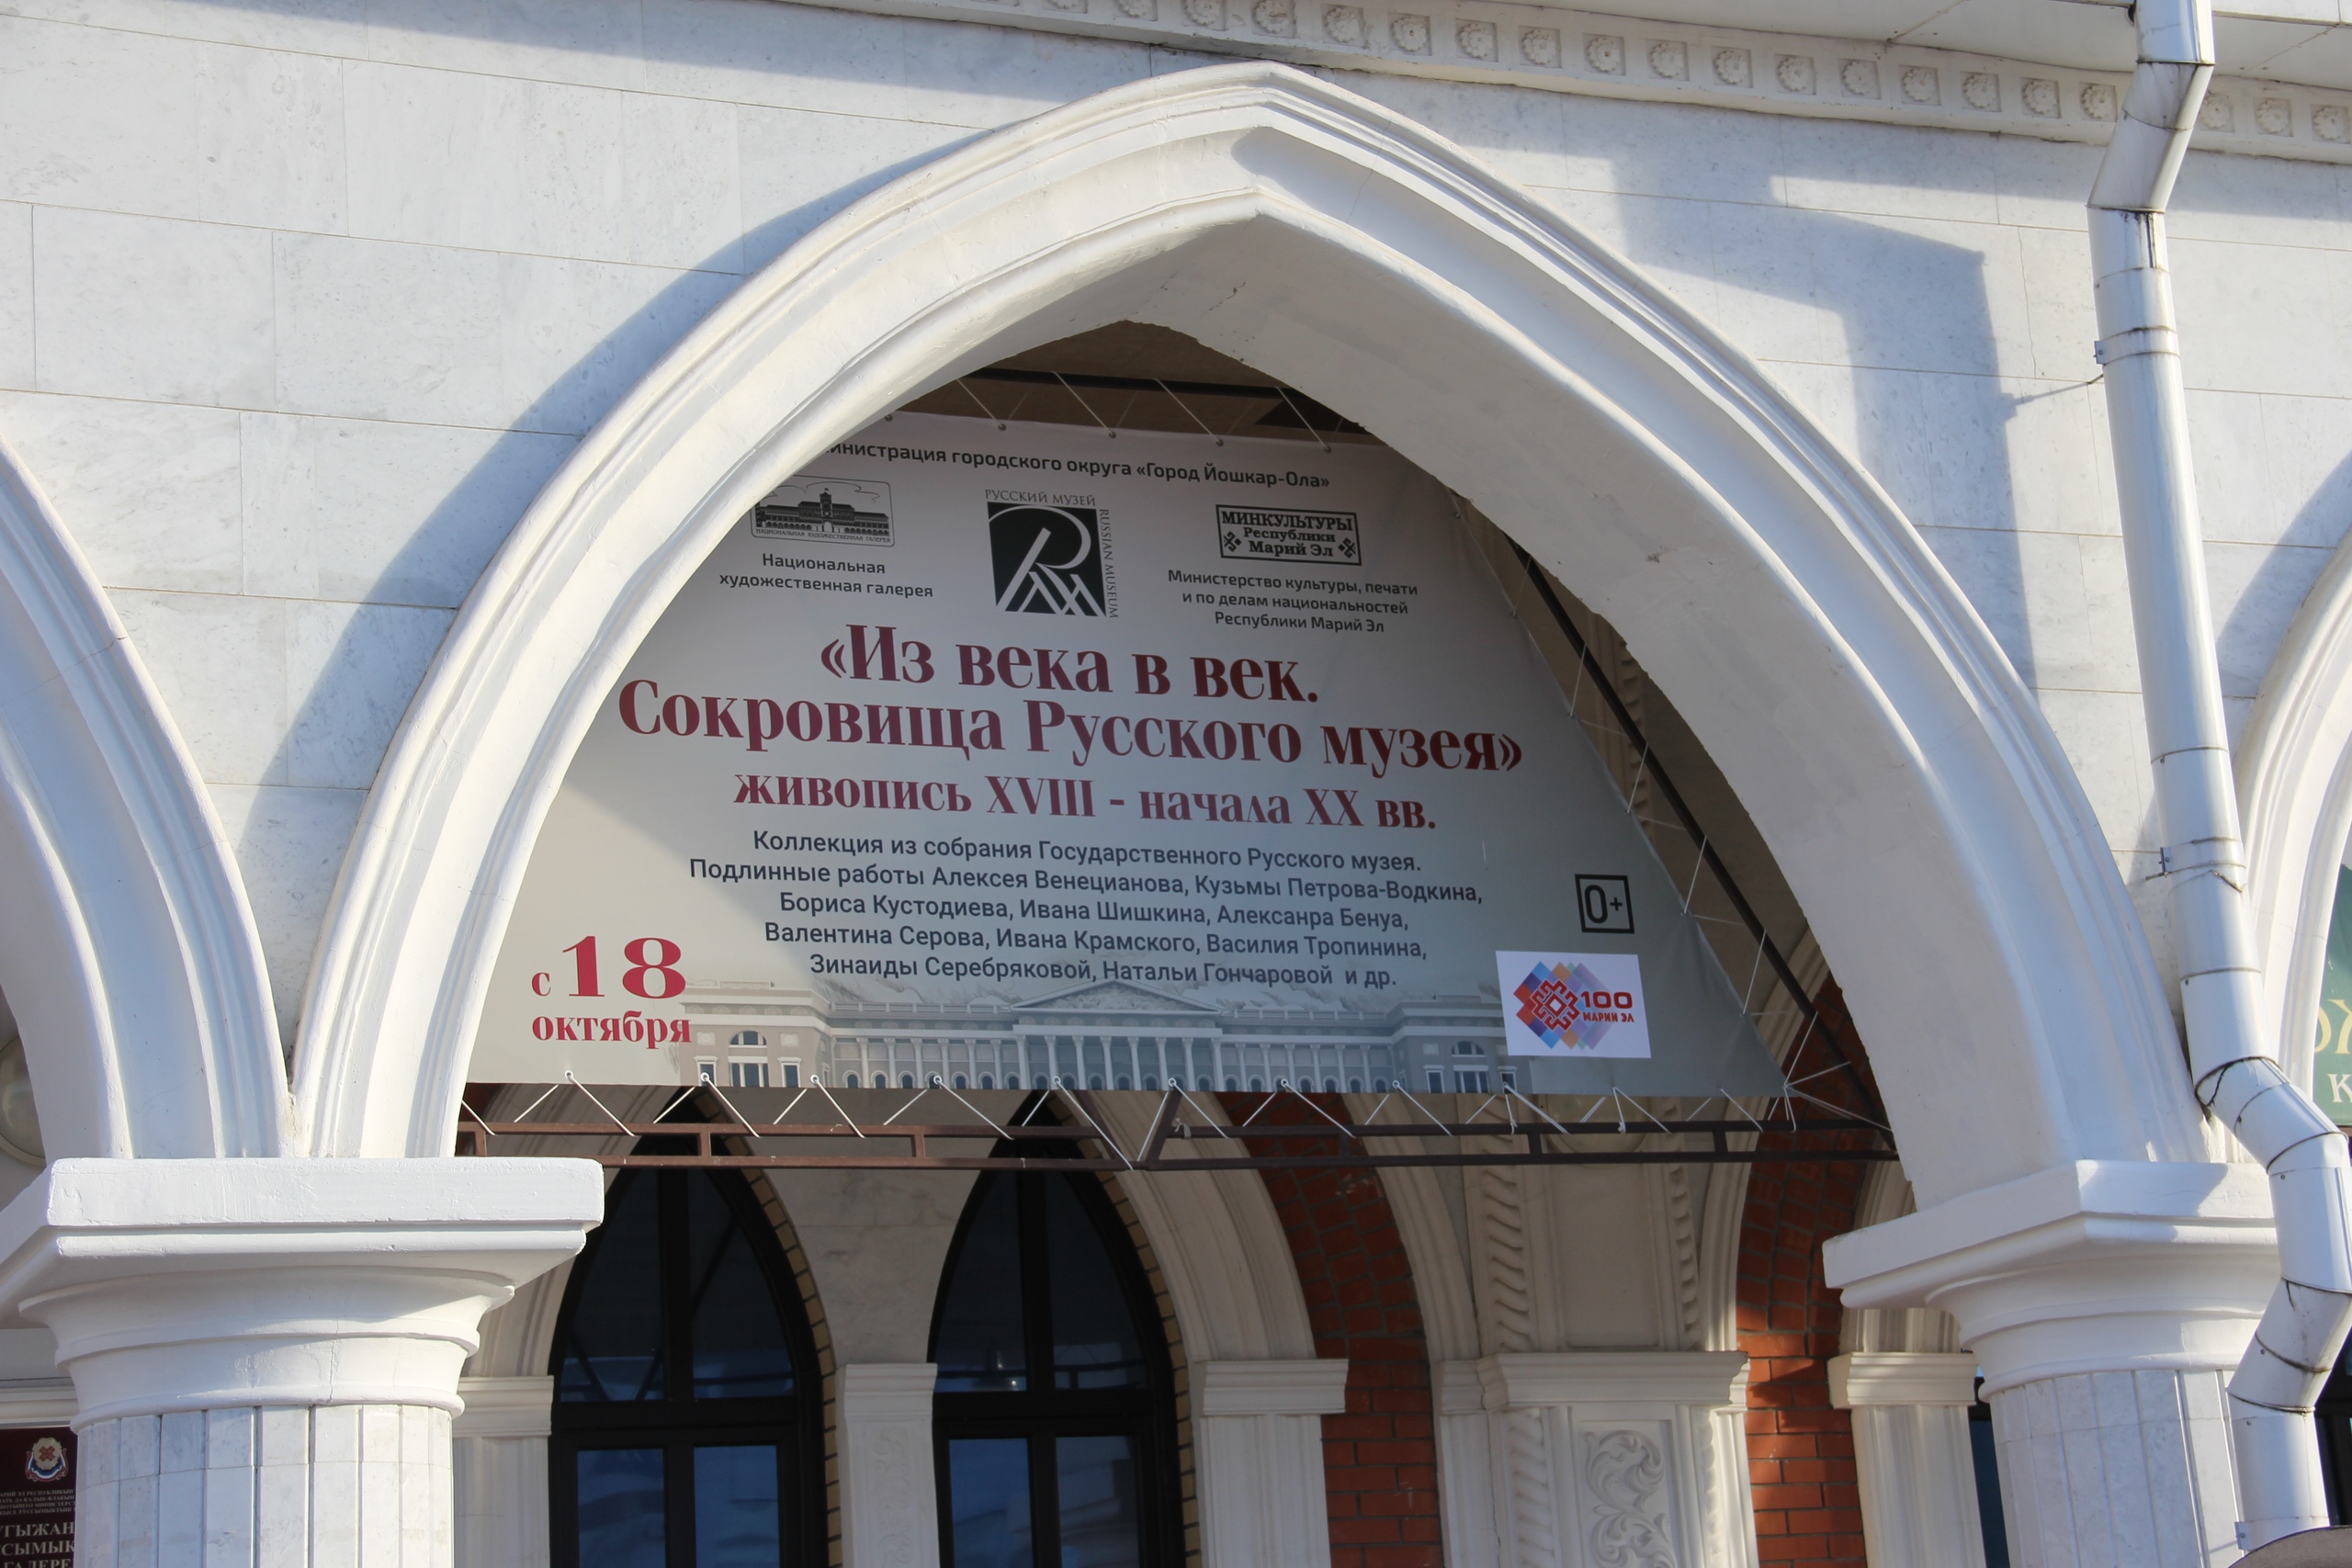 городского округа «Город Йошкар-Ола»
НАЦИОНАЛЬНАЯ ХУДОЖЕСТВЕННАЯ ГАЛЕРЕЯ
Национальная
художественная галерея
РУССКИЙ МУЗЕЙ
RUSSIAN MUSEUM
МИНКУЛЬТУРЫ
Республики
Марий Эл
Министерство культуры, печати
и по делам национальностей
Республики Марий Эл
«Из века в век.
Сокровища Русского музея»
живопись XVIII - начала XX вв.
Коллекция из собрания Государственного Русского музея.
Подлинные работы Алексея Венецианова, Кузьмы Петрова-Водкина,
Бориса Кустодиева, Ивана Шишкина, Алексанра Бенуа,
Валентина Серова, Ивана Крамского, Василия Тропинина,
Зинаиды Серебряковой, Натальи Гончаровой и др.
0+
с 18
октября
100
МАРИЙ ЭЛ